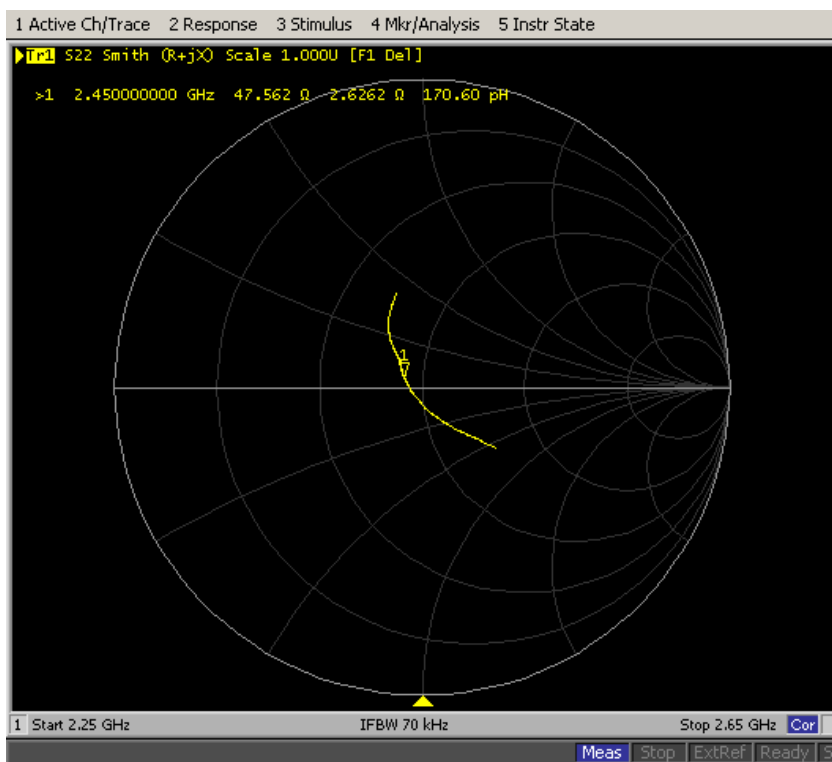 1 Active Ch/Trace 2 Response 3 Stimulus 4 Mkr/Analysis 5 Instr State
Tr1 S22 Smith (R+jX) Scale 1.000U [F1 Del]
>1 2.450000000 GHz 47.562 Ω 2.6262 Ω 170.60 pH
1
1 Start 2.25 GHz IFBW 70 kHz Stop 2.65 GHz Cor
Meas Stop ExtRef Ready S